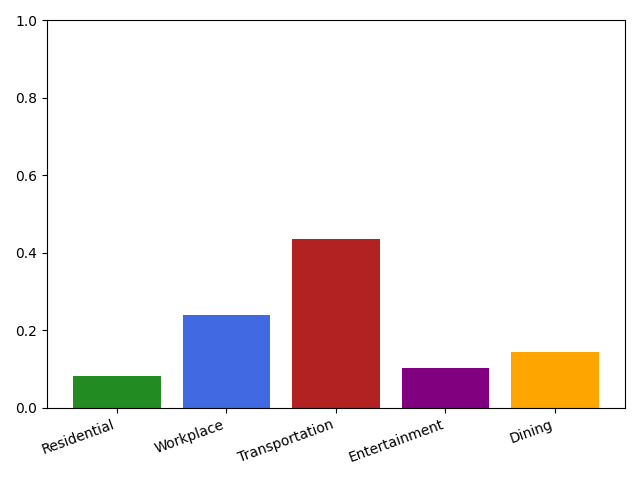 1.0
0.8
0.6
0.4
0.2
0.0
Residential
Workplace
Transportation
Entertainment
Dining